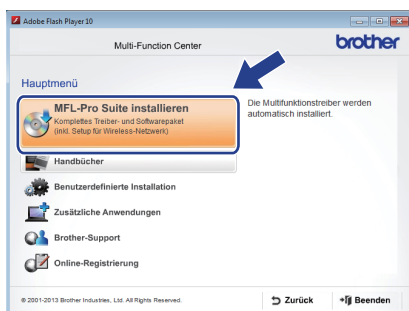 Adobe Flash Player 10
Multi-Function Center
brother
Hauptmenü
MFL-Pro Suite installieren
Komplettes Treiber- und Softwarepaket
(inkl. Setup für Wireless-Netzwerk)
Die Multifunktionstreiber werden
automatisch installiert.
Handbücher
Benutzerdefinierte Installation
Zusätzliche Anwendungen
Brother-Support
Online-Registrierung
© 2001-2013 Brother Industries, Ltd. All Rights Reserved.
Zurück
Beenden